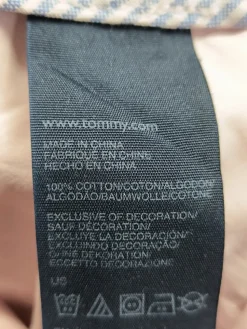 www.tommy.com
MADE IN CHINA
FABRIQUÉ EN CHINE
HECHO EN CHINA
100% COTTON/COTON/ALGODON/
ALGODÃO/BAUMWOLLE/COTONE
EXCLUSIVE OF DECORATION/
SAUF DÉCORATION/
EXCLUYE LA DECORACIÓN/
EXCLUINDO DECORAÇÃO/
OHNE DEKORATION/
ECCETTO DECORAZIONE
US